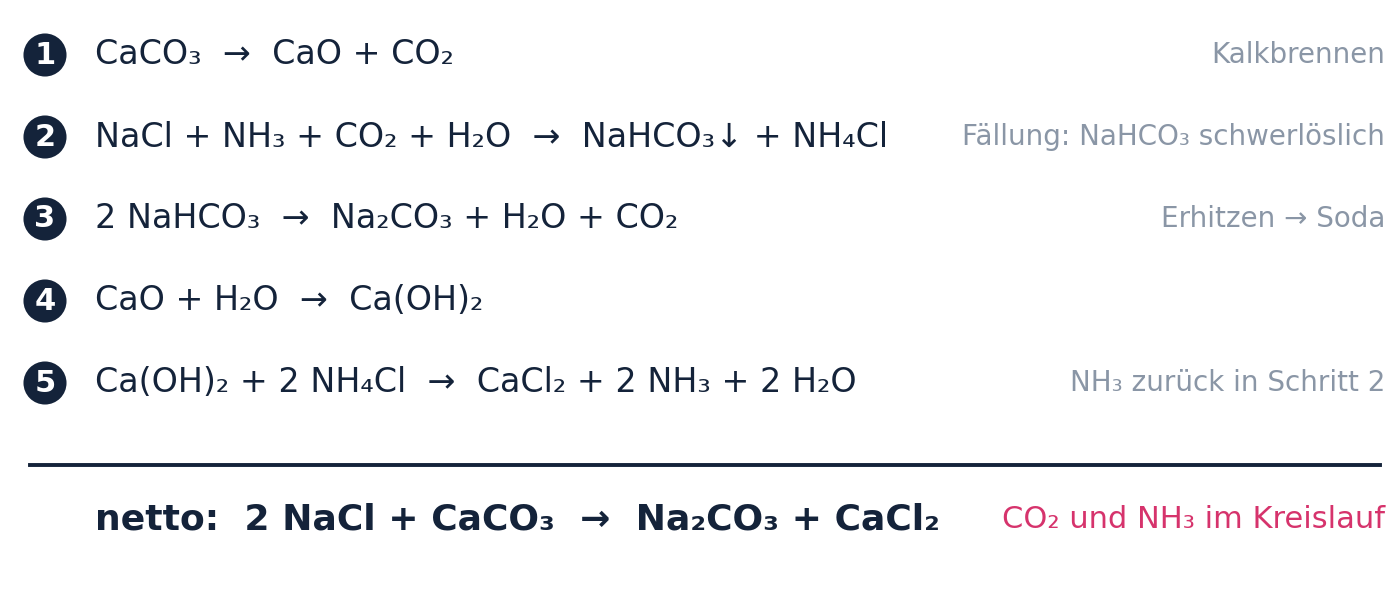 1 CaCO₃ → CaO + CO₂ Kalkbrennen
2 NaCl + NH₃ + CO₂ + H₂O → NaHCO₃↓ + NH₄Cl Fällung: NaHCO₃ schwerlöslich
3 2 NaHCO₃ → Na₂CO₃ + H₂O + CO₂ Erhitzen → Soda
4 CaO + H₂O → Ca(OH)₂
5 Ca(OH)₂ + 2 NH₄Cl → CaCl₂ + 2 NH₃ + 2 H₂O NH₃ zurück in Schritt 2
netto: 2 NaCl + CaCO₃ → Na₂CO₃ + CaCl₂ CO₂ und NH₃ im Kreislauf